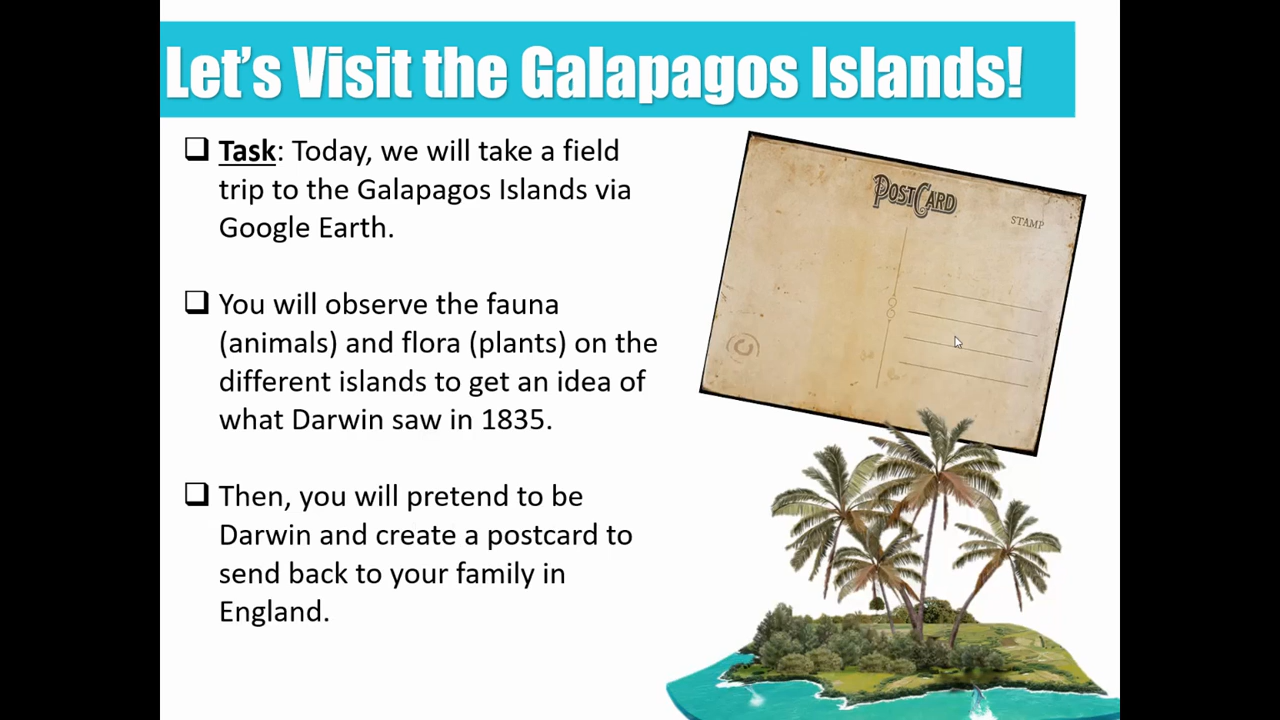 Let's Visit the Galapagos Islands!
Task: Today, we will take a field
trip to the Galapagos Islands via
Google Earth.
You will observe the fauna
(animals) and flora (plants) on the
different islands to get an idea of
what Darwin saw in 1835.
Then, you will pretend to be
Darwin and create a postcard to
send back to your family in
England.
POSTCARD
STAMP